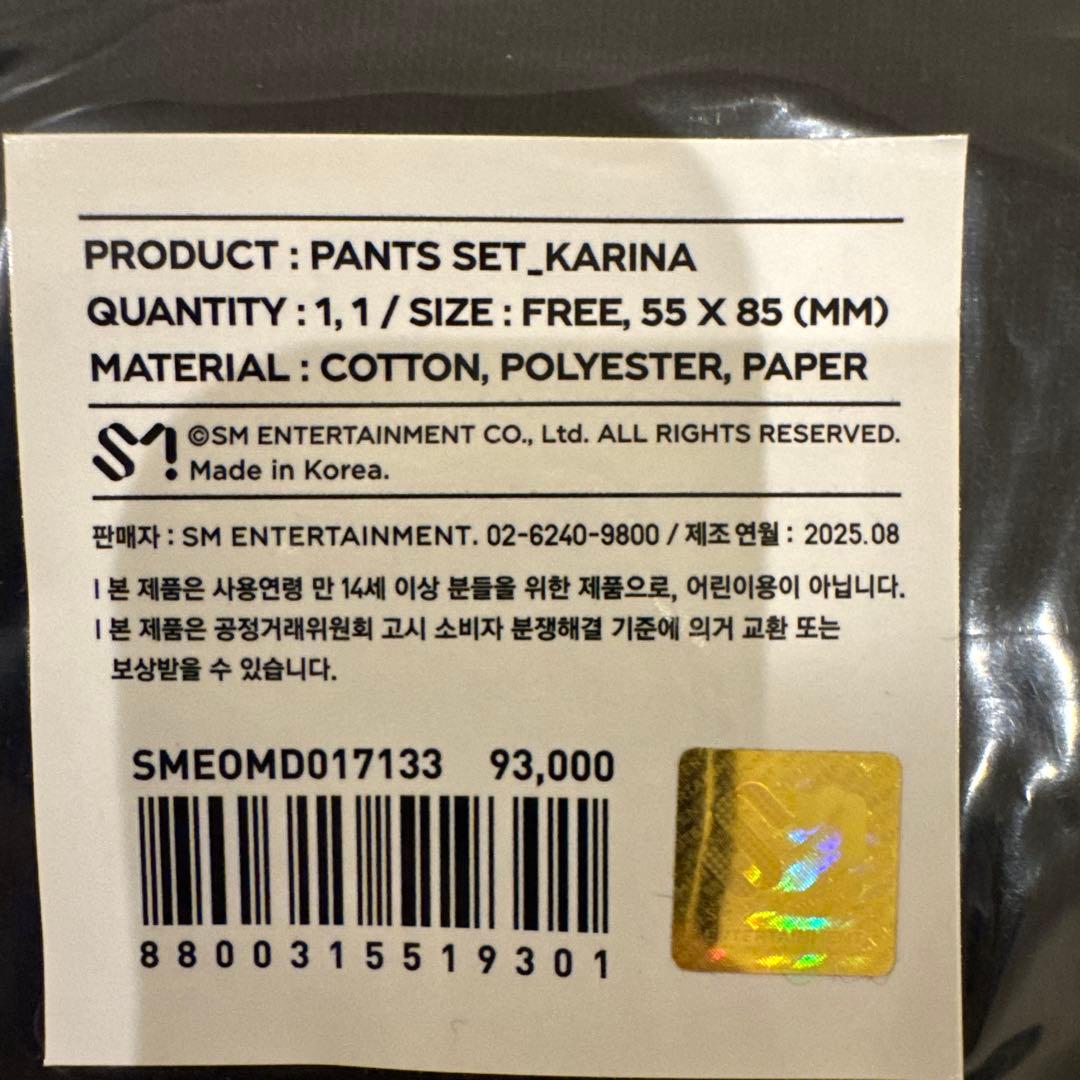 PRODUCT : PANTS SET_KARINA
QUANTITY : 1, 1 / SIZE : FREE, 55 X 85 (MM)
MATERIAL : COTTON, POLYESTER, PAPER
SM! ©SM ENTERTAINMENT CO., Ltd. ALL RIGHTS RESERVED.
Made in Korea.
판매자 : SM ENTERTAINMENT. 02-6240-9800 / 제조연월 : 2025.08
I 본 제품은 사용연령 만 14세 이상 분들을 위한 제품으로, 어린이용이 아닙니다.
I 본 제품은 공정거래위원회 고시 소비자 분쟁해결 기준에 의거 교환 또는
보상받을 수 있습니다.
SMEOMD017133 93,000
8800315519301